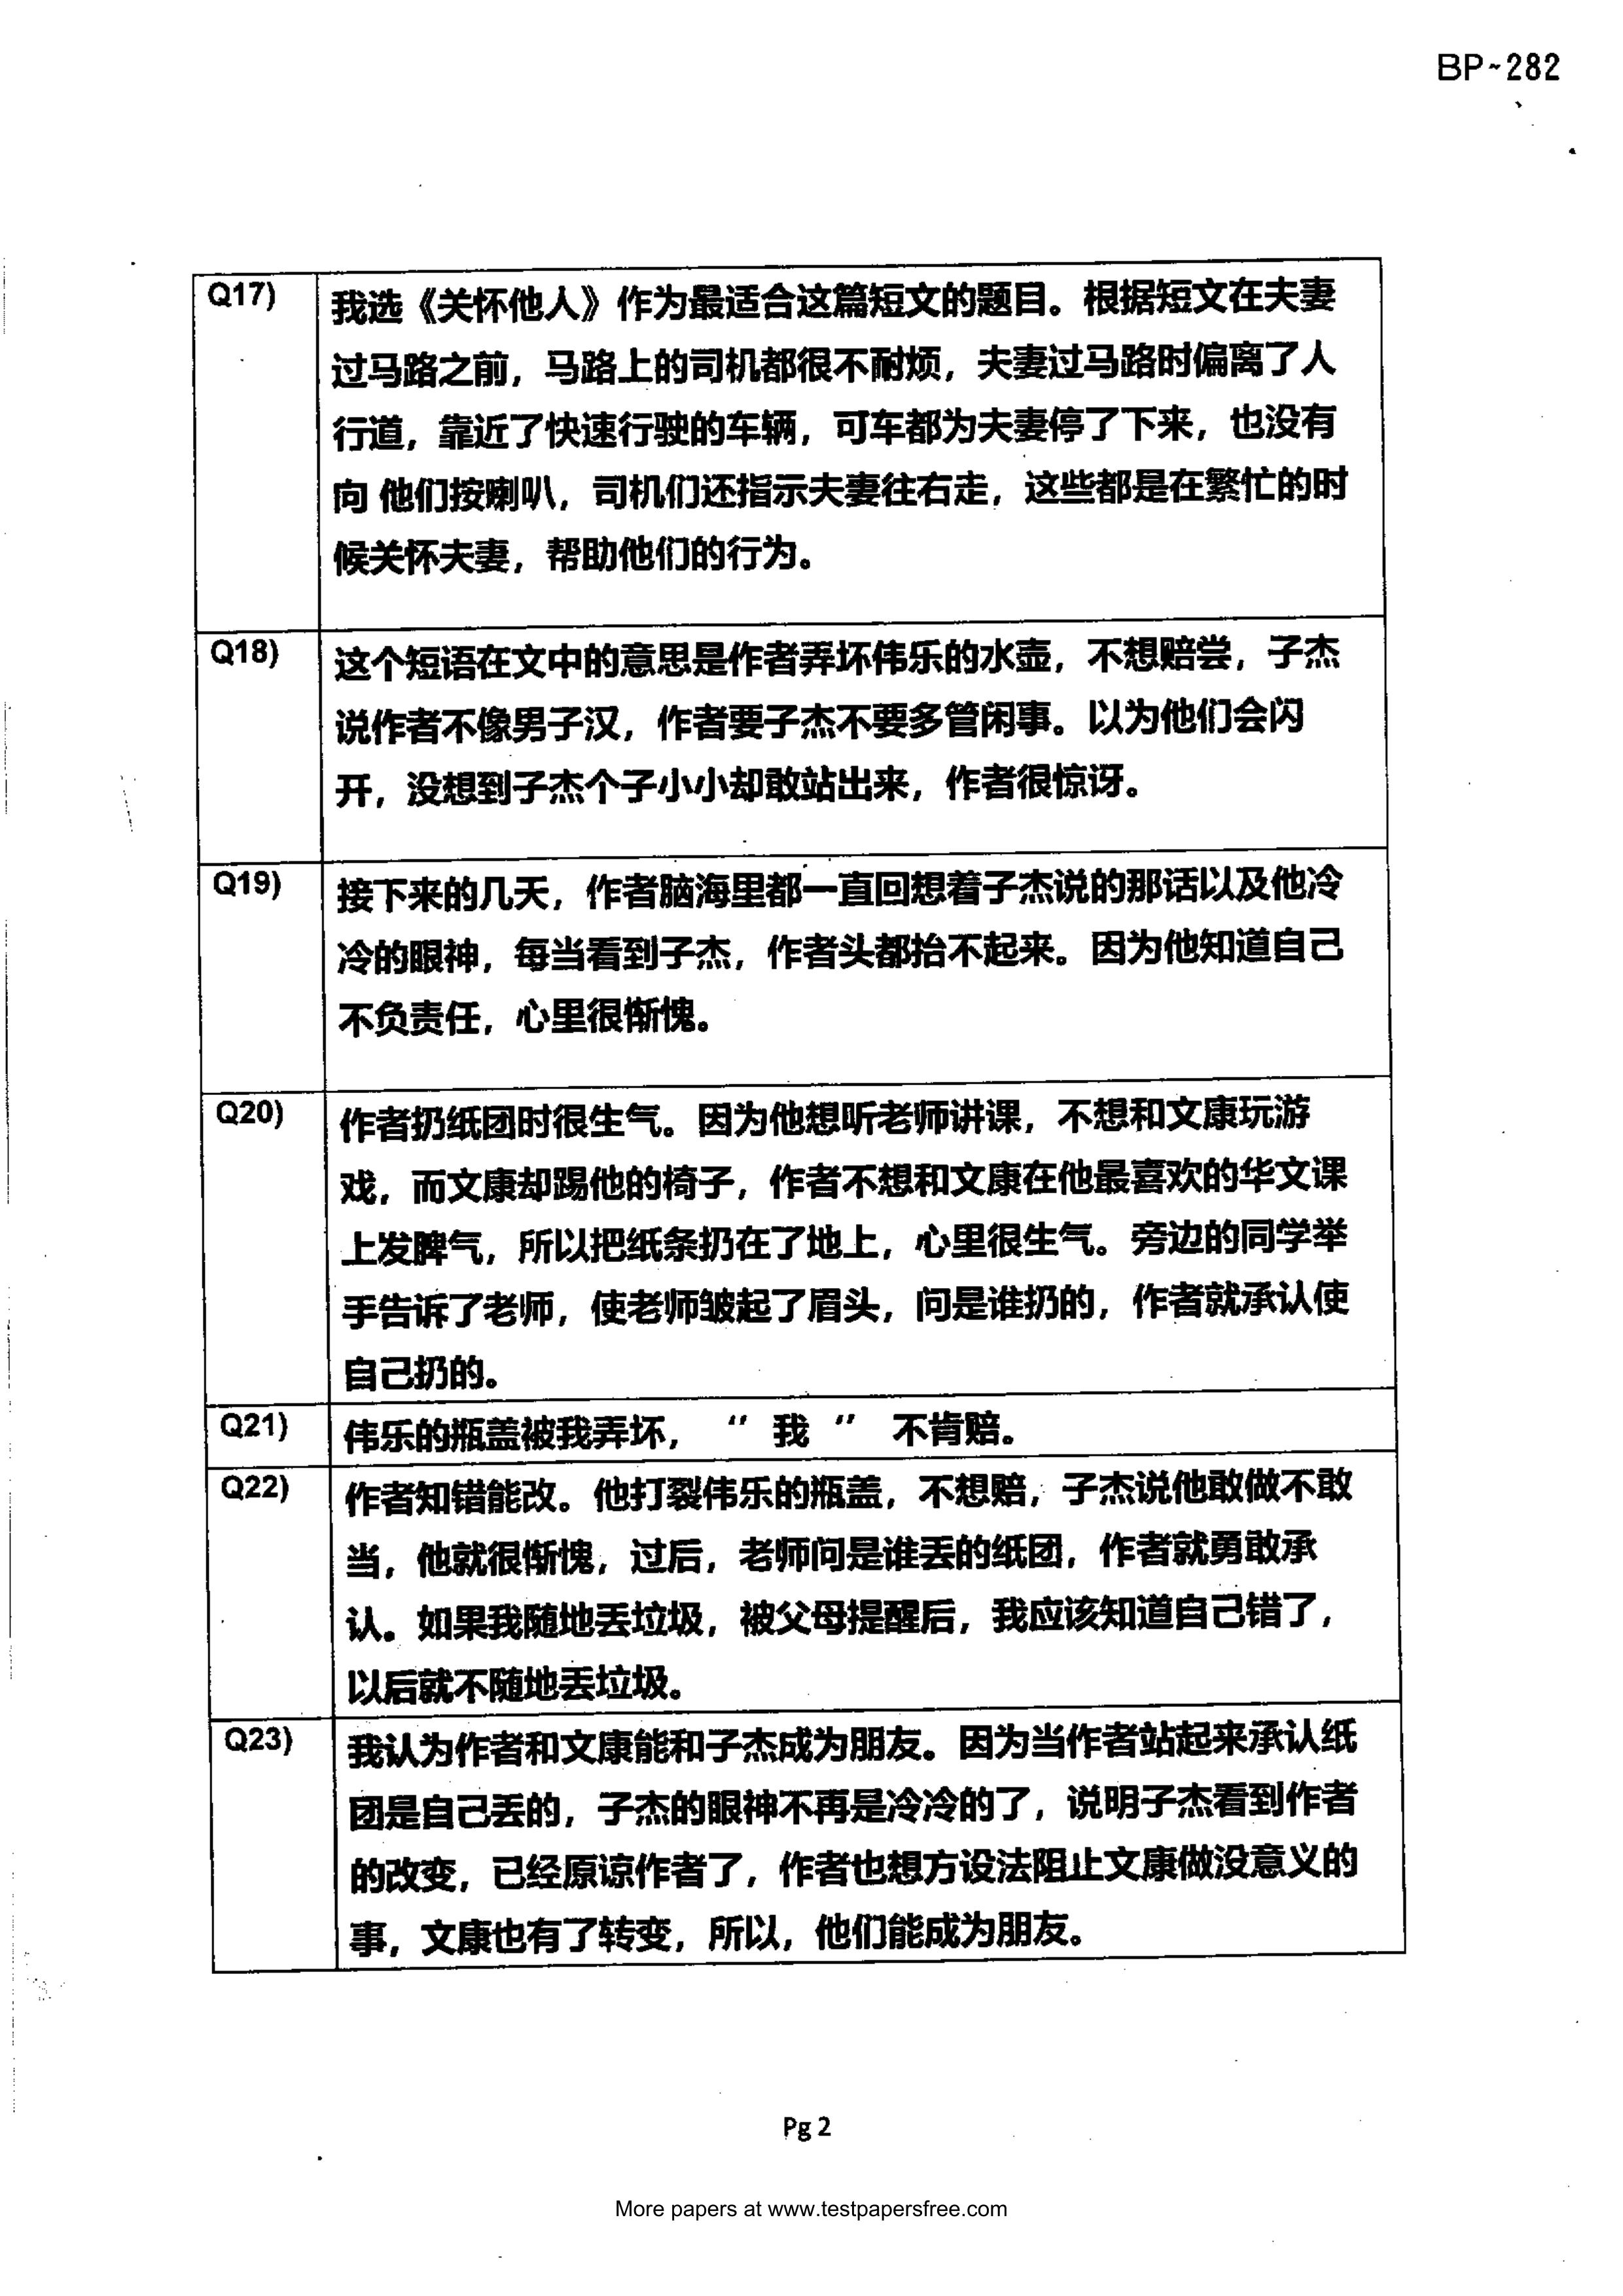 BP~282
Q17)
我选《关怀他人》作为最适合这篇短文的题目。根据短文在夫妻
过马路之前，马路上的司机都很不耐烦，夫妻过马路时偏离了人
行道，靠近了快速行驶的车辆，可车都为夫妻停了下来，也没有
向 他们按喇叭，司机们还指示夫妻往右走，这些都是在繁忙的时
候关怀夫妻，帮助他们的行为。
Q18)
这个短语在文中的意思是作者弄坏伟乐的水壶，不想赔尝，子杰
说作者不像男子汉，作者要子杰不要多管闲事。以为他们会闪
开，没想到子杰个子小小却敢站出来，作者很惊讶。
Q19)
接下来的几天，作者脑海里都一直回想着子杰说的那话以及他冷
冷的眼神，每当看到子杰，作者头都抬不起来。因为他知道自己
不负责任，心里很惭愧。
Q20)
作者扔纸团时很生气。因为他想听老师讲课，不想和文康玩游
戏，而文康却踢他的椅子，作者不想和文康在他最喜欢的华文课
上发脾气，所以把纸条扔在了地上，心里很生气。旁边的同学举
手告诉了老师，使老师皱起了眉头，问是谁扔的，作者就承认使
自己扔的。
Q21)
伟乐的瓶盖被我弄坏， “ 我 ” 不肯赔。
Q22)
作者知错能改。他打裂伟乐的瓶盖，不想赔，子杰说他敢做不敢
当，他就很惭愧，过后，老师问是谁丢的纸团，作者就勇敢承
认。如果我随地丢垃圾，被父母提醒后，我应该知道自己错了，
以后就不随地丢垃圾。
Q23)
我认为作者和文康能和子杰成为朋友。因为当作者站起来承认纸
团是自己丢的，子杰的眼神不再是冷冷的了，说明子杰看到作者
的改变，已经原谅作者了，作者也想方设法阻止文康做没意义的
事，文康也有了转变，所以，他们能成为朋友。
Pg 2
More papers at www.testpapersfree.com